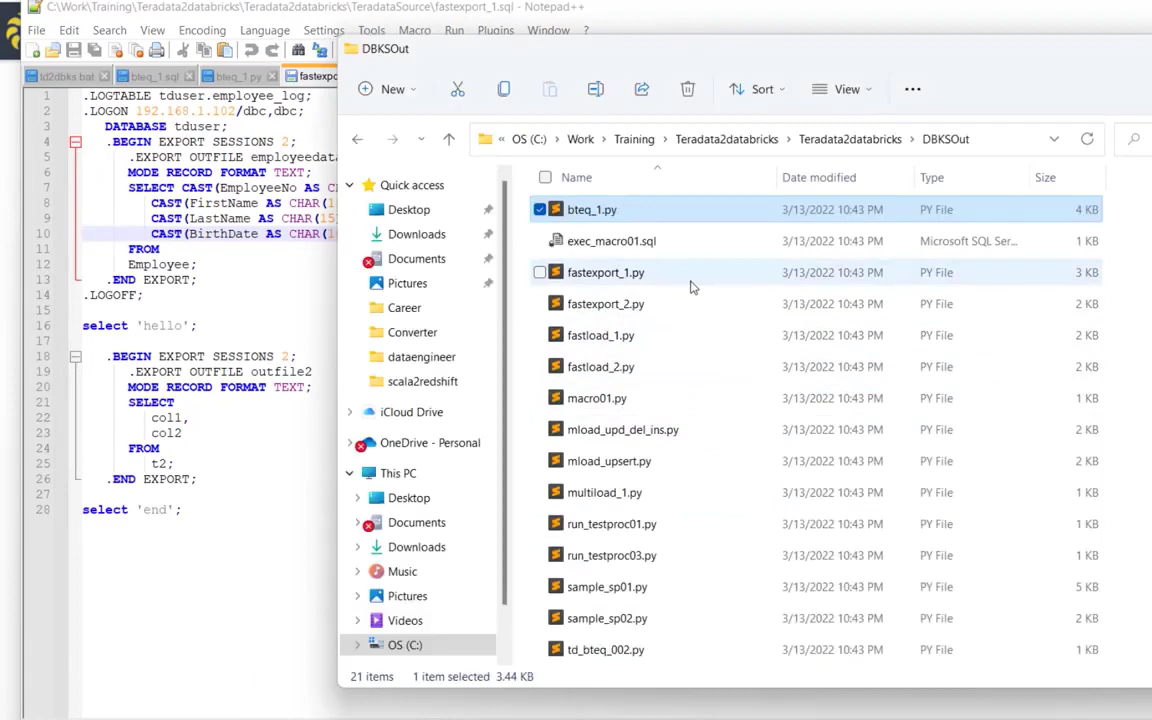 C:\Work\Training\Teradata2databricks\Teradata2databricks\TeradataSource\fastexport_1.sql - Notepad++
File Edit Search View Encoding Language Settings Tools Macro Run Plugins Window ?
td2dbks.bat bteq_1.sql bteq_1.py fastexpo
1 .LOGTABLE tduser.employee_log;
2 .LOGON 192.168.1.102/dbc,dbc;
3 DATABASE tduser;
4 .BEGIN EXPORT SESSIONS 2;
5 .EXPORT OUTFILE employeedata
6 MODE RECORD FORMAT TEXT;
7 SELECT CAST(EmployeeNo AS C
8 CAST(FirstName AS CHAR(1
9 CAST(LastName AS CHAR(15
10 CAST(BirthDate AS CHAR(1
11 FROM
12 Employee;
13 .END EXPORT;
14 .LOGOFF;
15
16 select 'hello';
17
18 .BEGIN EXPORT SESSIONS 2;
19 .EXPORT OUTFILE outfile2
20 MODE RECORD FORMAT TEXT;
21 SELECT
22 col1,
23 col2
24 FROM
25 t2;
26 .END EXPORT;
27
28 select 'end';
DBKSOut
New Sort View
« OS (C:) › Work › Training › Teradata2databricks › Teradata2databricks › DBKSOut
Quick access
Desktop
Downloads
Documents
Pictures
Career
Converter
dataengineer
scala2redshift
iCloud Drive
OneDrive - Personal
This PC
Desktop
Documents
Downloads
Music
Pictures
Videos
OS (C:)
Name Date modified Type Size
bteq_1.py 3/13/2022 10:43 PM PY File 4 KB
exec_macro01.sql 3/13/2022 10:43 PM Microsoft SQL Ser... 1 KB
fastexport_1.py 3/13/2022 10:43 PM PY File 3 KB
fastexport_2.py 3/13/2022 10:43 PM PY File 2 KB
fastload_1.py 3/13/2022 10:43 PM PY File 2 KB
fastload_2.py 3/13/2022 10:43 PM PY File 2 KB
macro01.py 3/13/2022 10:43 PM PY File 1 KB
mload_upd_del_ins.py 3/13/2022 10:43 PM PY File 2 KB
mload_upsert.py 3/13/2022 10:43 PM PY File 2 KB
multiload_1.py 3/13/2022 10:43 PM PY File 1 KB
run_testproc01.py 3/13/2022 10:43 PM PY File 1 KB
run_testproc03.py 3/13/2022 10:43 PM PY File 1 KB
sample_sp01.py 3/13/2022 10:43 PM PY File 5 KB
sample_sp02.py 3/13/2022 10:43 PM PY File 2 KB
td_bteq_002.py 3/13/2022 10:43 PM PY File 1 KB
21 items 1 item selected 3.44 KB